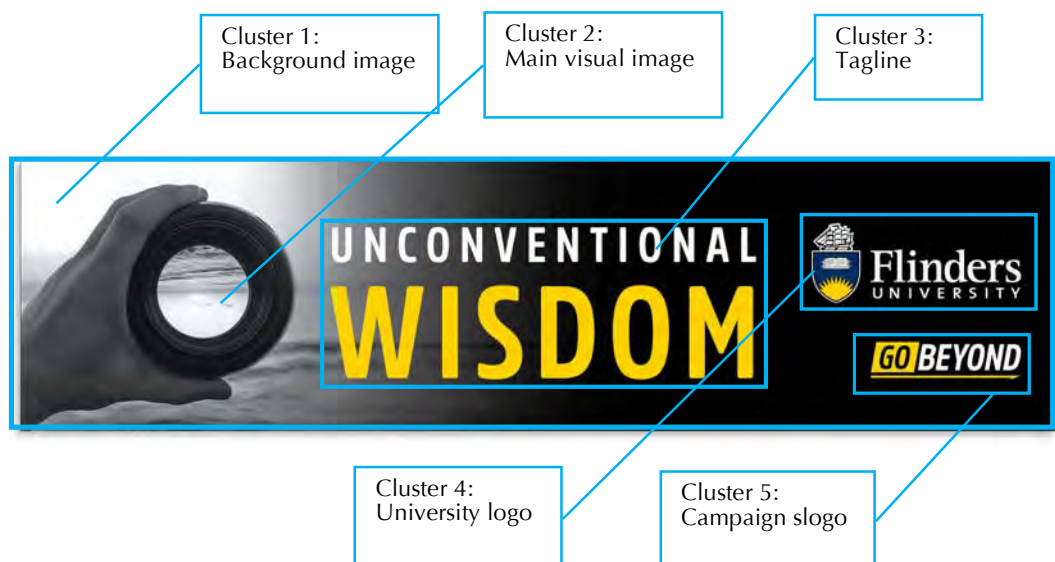 Cluster 1:
Background image
Cluster 2:
Main visual image
Cluster 3:
Tagline
UNCONVENTIONAL
WISDOM
Flinders
UNIVERSITY
GO BEYOND
Cluster 4:
University logo
Cluster 5:
Campaign slogo